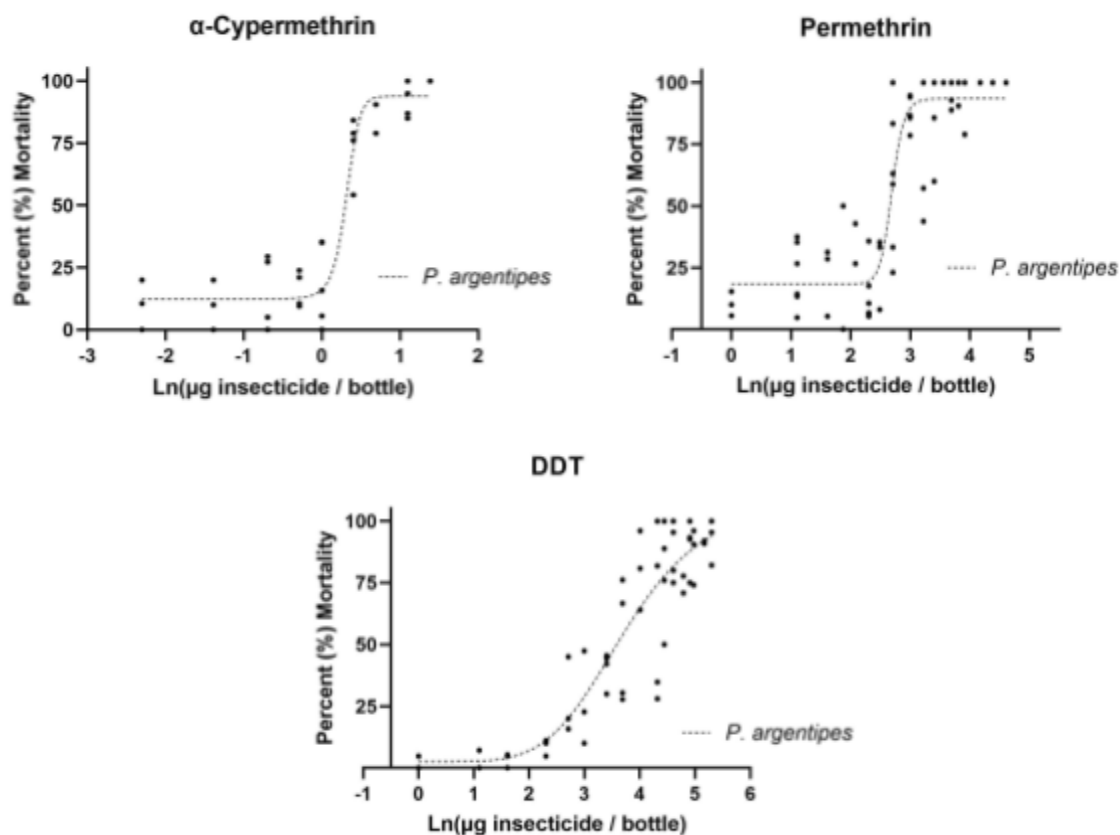 α-Cypermethrin
Percent (%) Mortality
100
75
50
25
0
-3
-2
-1
0
1
2
Ln(µg insecticide / bottle)
P. argentipes
Permethrin
Percent (%) Mortality
100
75
50
25
0
-1
0
1
2
3
4
5
Ln(µg insecticide / bottle)
P. argentipes
DDT
Percent (%) Mortality
100
75
50
25
-1
0
1
2
3
4
5
6
Ln(µg insecticide / bottle)
P. argentipes